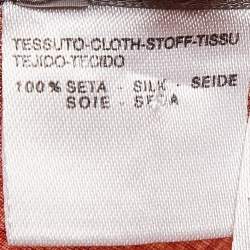 TESSUTO-CLOTH-STOFF-TISSU
TEJIDO-TECIDO
100% SETA - SILK - SEIDE
SOIE - SEDA